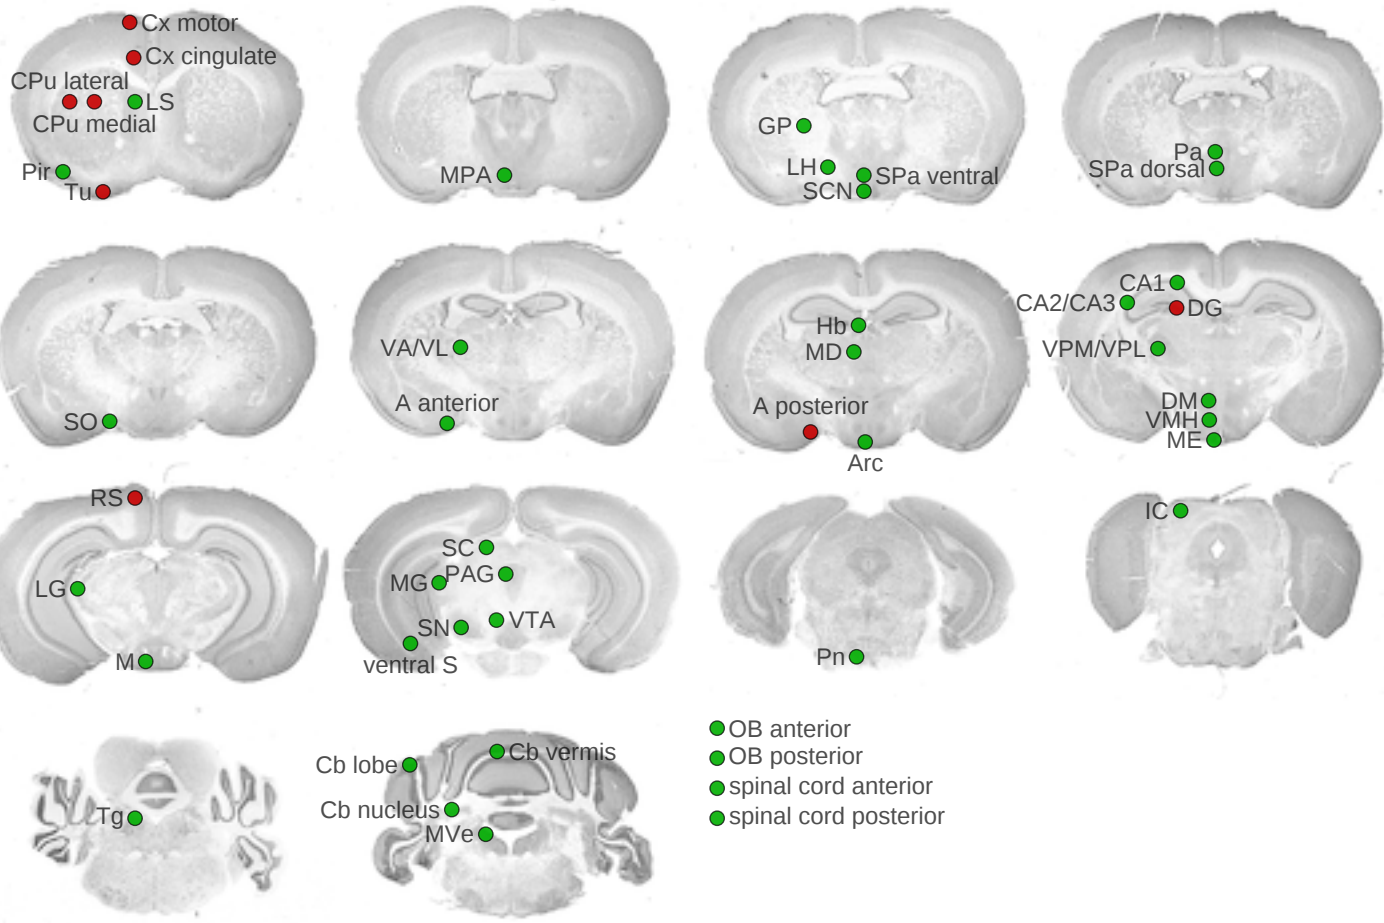 Cx motor
Cx cingulate
CPu lateral
LS
CPu medial
Pir
Tu
MPA
GP
LH
SPa ventral
SCN
Pa
SPa dorsal
SO
VA/VL
A anterior
Hb
MD
A posterior
Arc
CA1
CA2/CA3
DG
VPM/VPL
DM
VMH
ME
RS
LG
M
SC
MG
PAG
SN
VTA
ventral S
Pn
IC
Tg
Cb lobe
Cb vermis
Cb nucleus
MVe
OB anterior
OB posterior
spinal cord anterior
spinal cord posterior